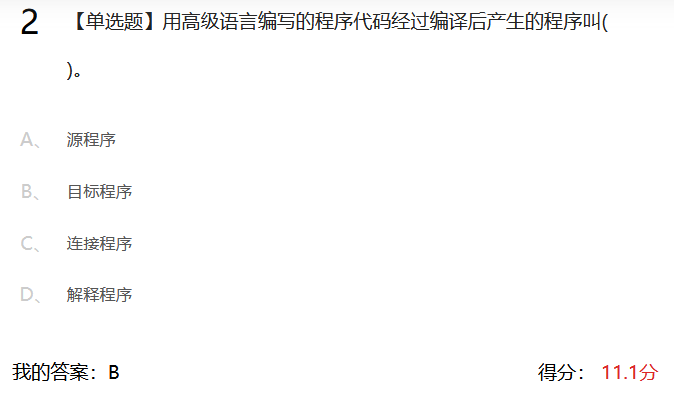 2 【单选题】用高级语言编写的程序代码经过编译后产生的程序叫(
)。
A、 源程序
B、 目标程序
C、 连接程序
D、 解释程序
我的答案：B 得分： 11.1分